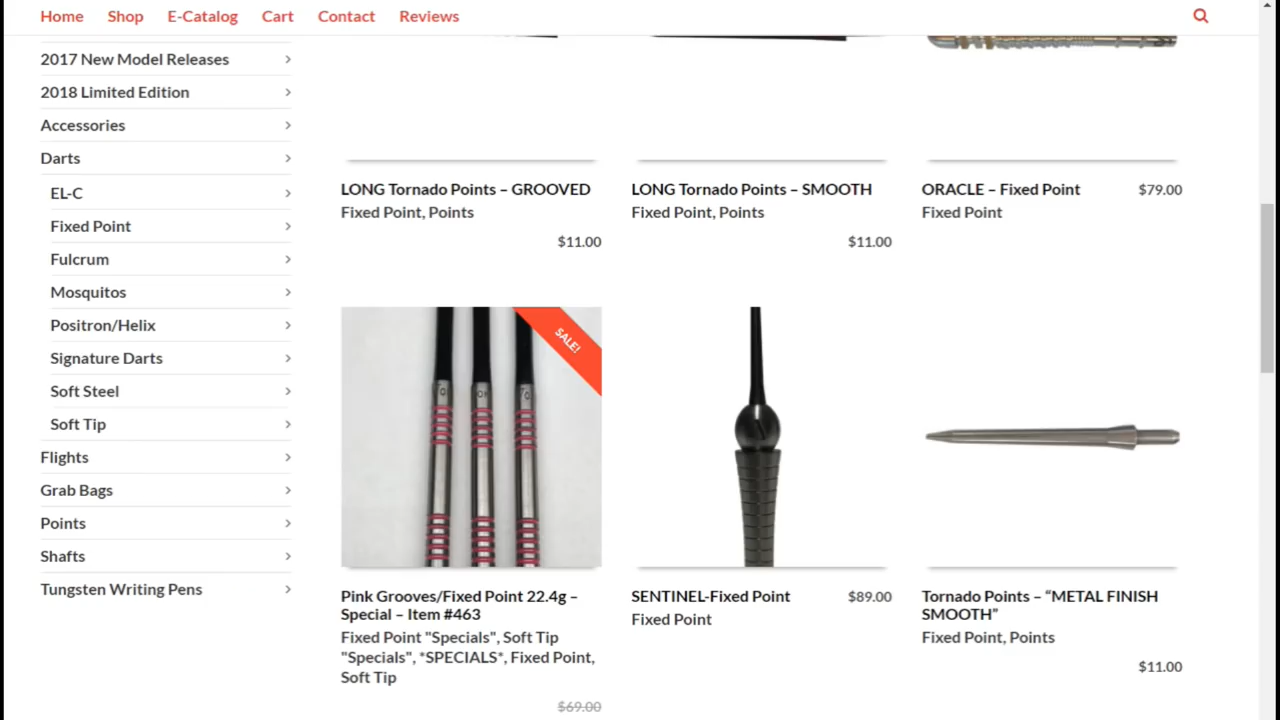 Home Shop E-Catalog Cart Contact Reviews
2017 New Model Releases
2018 Limited Edition
Accessories
Darts
EL-C
Fixed Point
Fulcrum
Mosquitos
Positron/Helix
Signature Darts
Soft Steel
Soft Tip
Flights
Grab Bags
Points
Shafts
Tungsten Writing Pens
LONG Tornado Points – GROOVED
Fixed Point, Points
$11.00
LONG Tornado Points – SMOOTH
Fixed Point, Points
$11.00
ORACLE – Fixed Point $79.00
Fixed Point
SALE!
Pink Grooves/Fixed Point 22.4g –
Special – Item #463
Fixed Point "Specials", Soft Tip
"Specials", *SPECIALS*, Fixed Point,
Soft Tip
$69.00
SENTINEL-Fixed Point $89.00
Fixed Point
Tornado Points – “METAL FINISH
SMOOTH”
Fixed Point, Points
$11.00